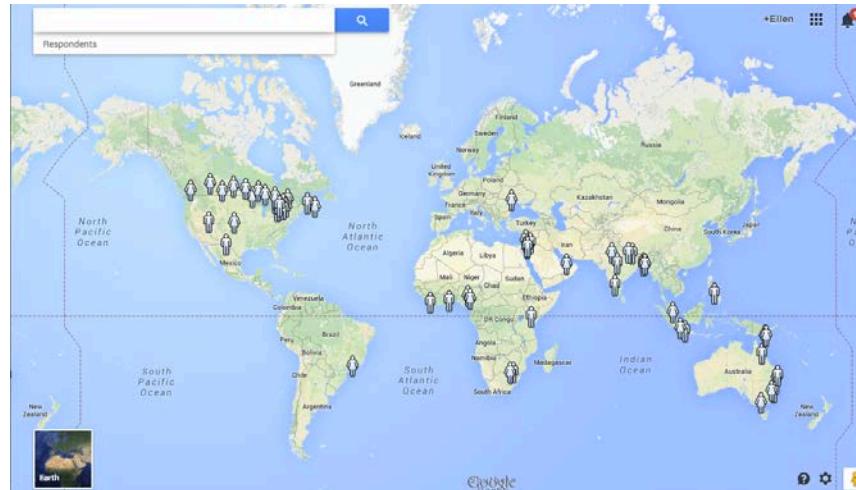 +Ellen
Respondents
Greenland
Iceland
Finland
Sweden
Norway
Russia
United
Kingdom
Poland
Germany
France
Italy
Spain
Kazakhstan
Mongolia
Turkey
China
South Korea
Japan
North
Pacific
Ocean
North
Atlantic
Ocean
Algeria
Libya
Iran
Mexico
Mali
Niger
Chad
Sudan
Ethiopia
Venezuela
Colombia
DR Congo
Brazil
Peru
Bolivia
Angola
Namibia
Madagascar
Indian
Ocean
Australia
South
Pacific
Ocean
Chile
South
Atlantic
Ocean
South Africa
Argentina
New
Zealand
New
Zealand
Earth
Google